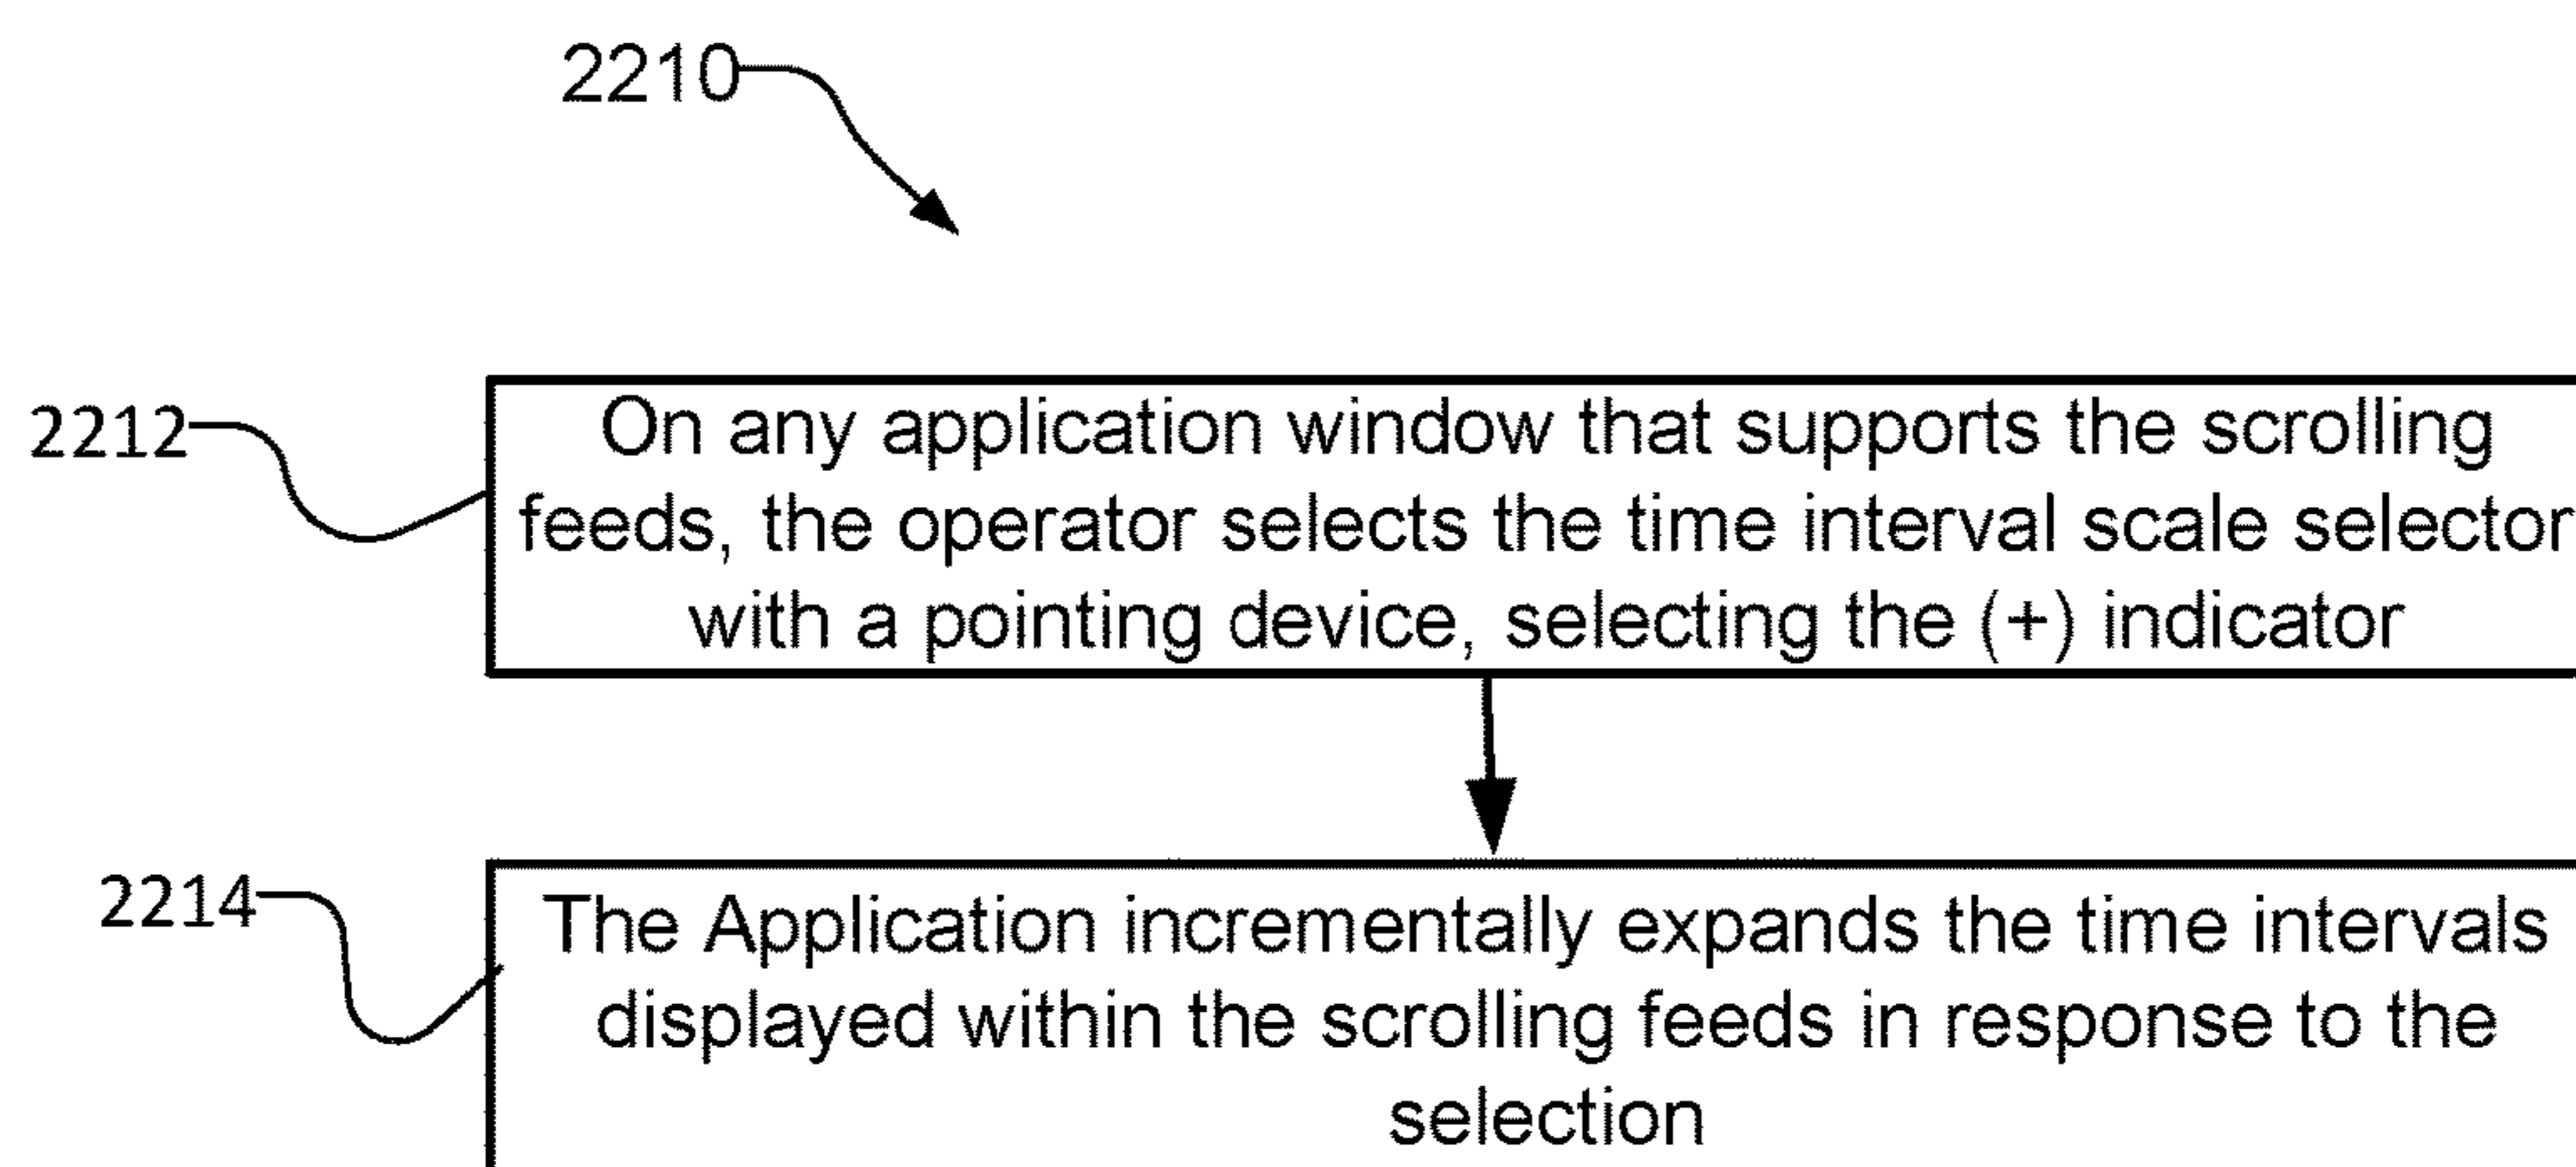 2210
2212
On any application window that supports the scrolling
feeds, the operator selects the time interval scale selector
with a pointing device, selecting the (+) indicator
2214
The Application incrementally expands the time intervals
displayed within the scrolling feeds in response to the
selection